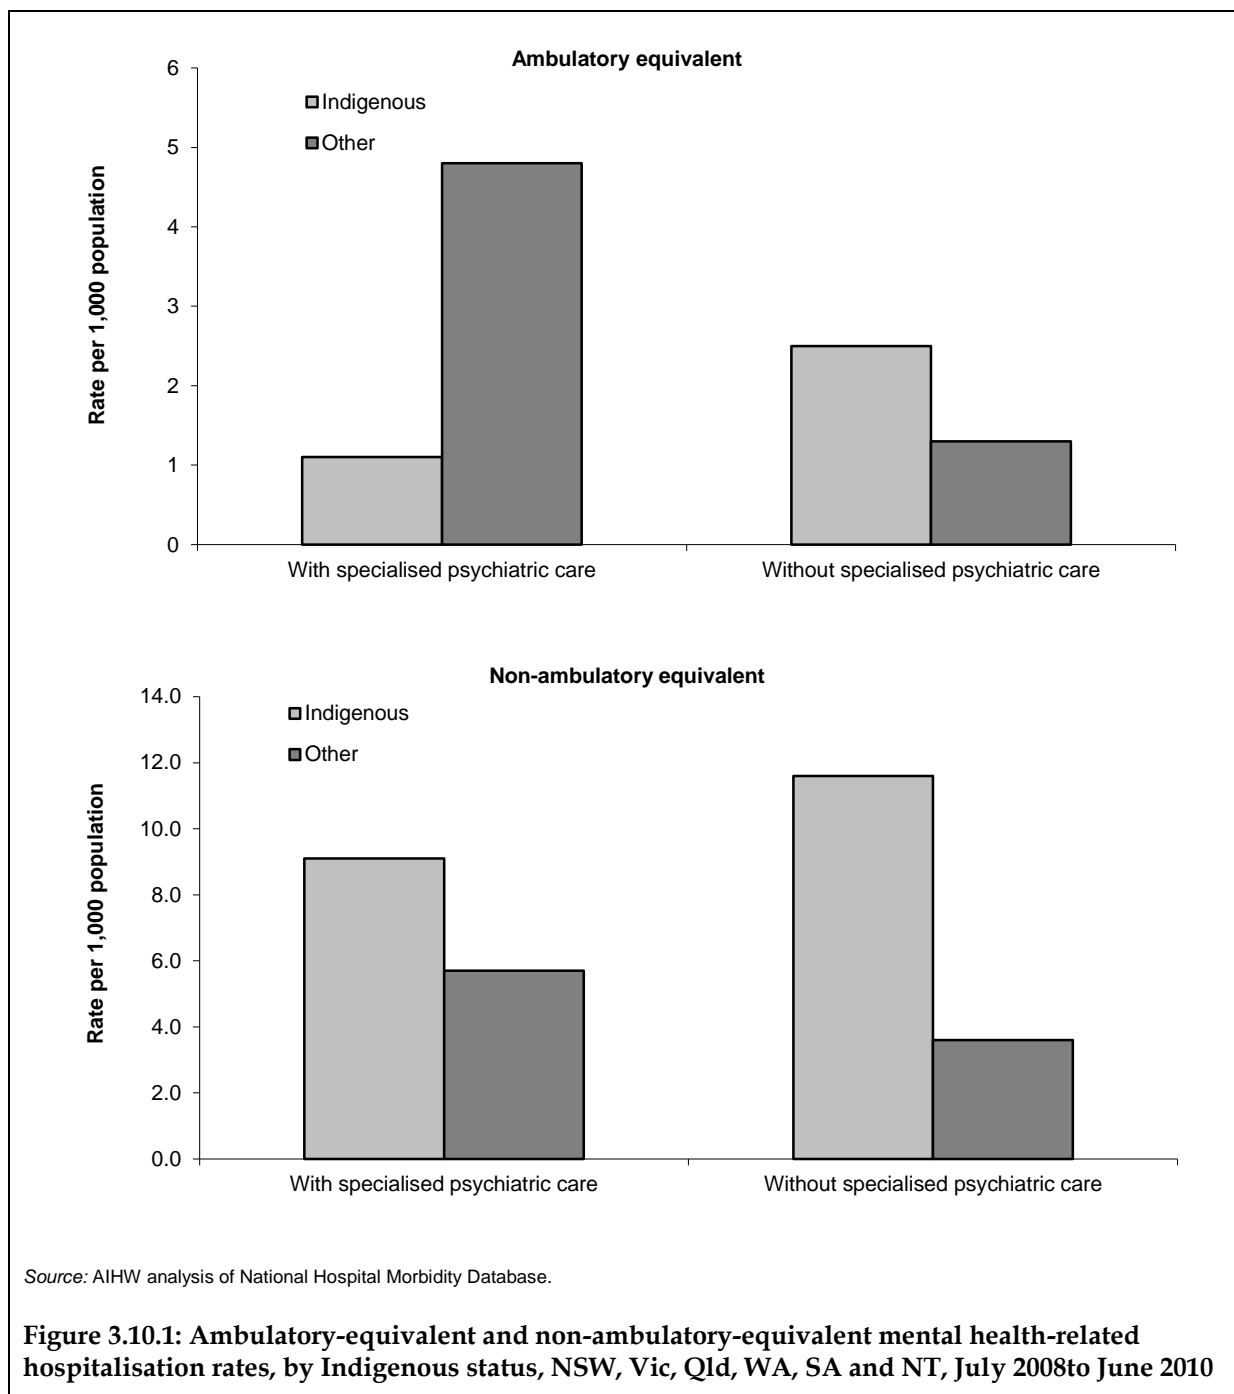 Ambulatory equivalent
6
Indigenous
Other
5
4
3
2
1
0
Rate per 1,000 population
With specialised psychiatric care
Without specialised psychiatric care
Non-ambulatory equivalent
14.0
Indigenous
Other
12.0
10.0
8.0
6.0
4.0
2.0
0.0
Rate per 1,000 population
With specialised psychiatric care
Without specialised psychiatric care
Source: AIHW analysis of National Hospital Morbidity Database.
Figure 3.10.1: Ambulatory-equivalent and non-ambulatory-equivalent mental health-related
hospitalisation rates, by Indigenous status, NSW, Vic, Qld, WA, SA and NT, July 2008to June 2010